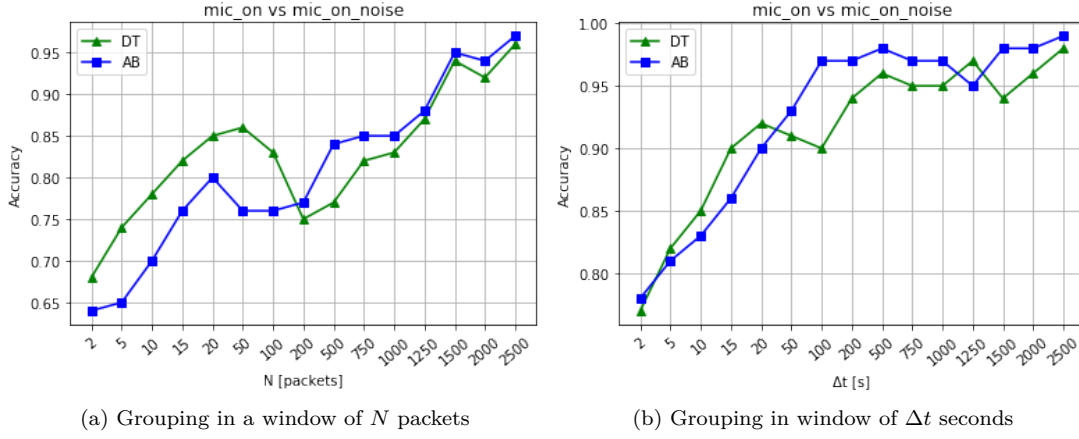 mic_on vs mic_on_noise
DT
AB
Accuracy
0.95
0.90
0.85
0.80
0.75
0.70
0.65
2 5 10 15 20 50 100 200 500 750 1000 1250 1500 2000 2500
N [packets]
(a) Grouping in a window of N packets
mic_on vs mic_on_noise
DT
AB
Accuracy
1.00
0.95
0.90
0.85
0.80
2 5 10 15 20 50 100 200 500 750 1000 1250 1500 2000 2500
Δt [s]
(b) Grouping in window of Δt seconds